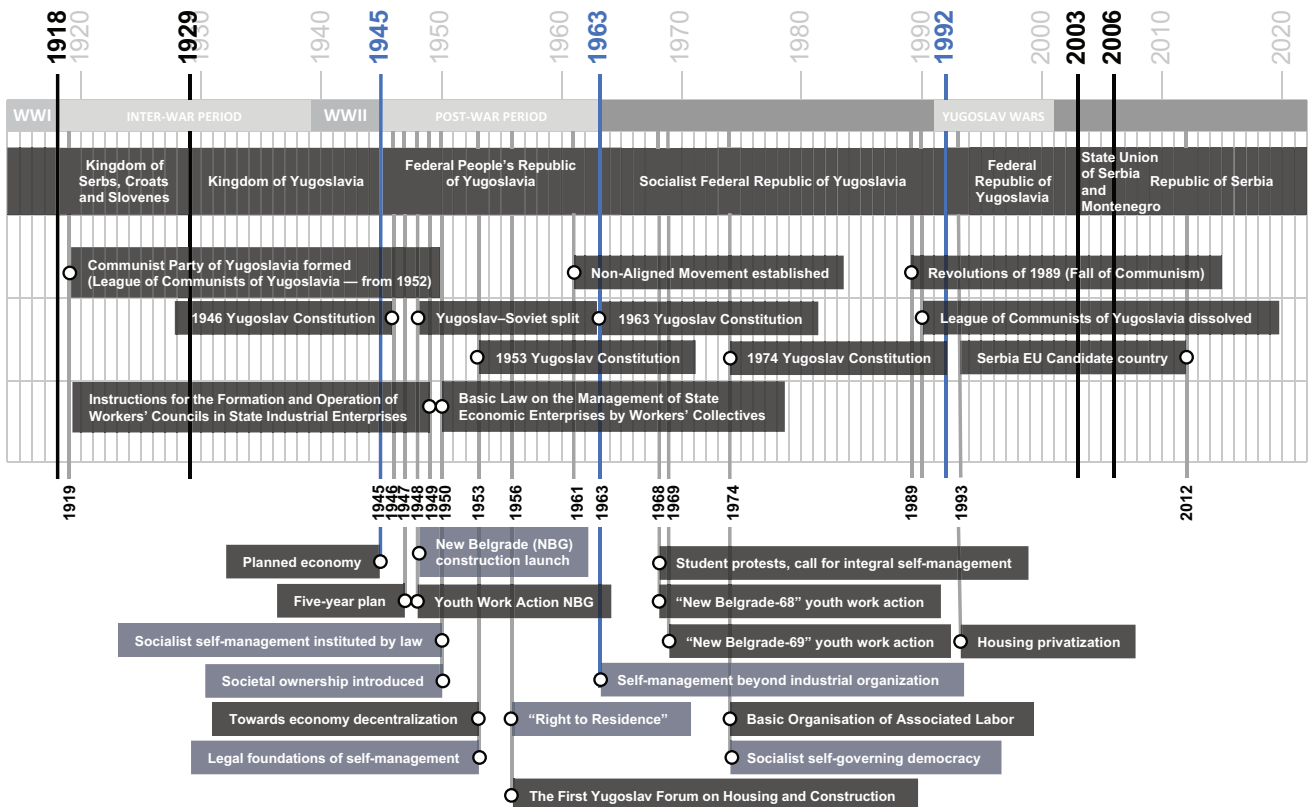 1918
1920
1929
1930
1940
1945
1950
1960
1963
1970
1980
1990
1992
2000
2003
2006
2010
2020
WWI
INTER-WAR PERIOD
WWII
POST-WAR PERIOD
YUGOSLAV WARS
Kingdom of
Serbs, Croats
and Slovenes
Kingdom of Yugoslavia
Federal People's Republic
of Yugoslavia
Socialist Federal Republic of Yugoslavia
Federal
Republic of
Yugoslavia
State Union
of Serbia
and
Montenegro
Republic of Serbia
Communist Party of Yugoslavia formed
(League of Communists of Yugoslavia — from 1952)
Non-Aligned Movement established
Revolutions of 1989 (Fall of Communism)
1946 Yugoslav Constitution
Yugoslav–Soviet split
1963 Yugoslav Constitution
League of Communists of Yugoslavia dissolved
1953 Yugoslav Constitution
1974 Yugoslav Constitution
Serbia EU Candidate country
Instructions for the Formation and Operation of
Workers' Councils in State Industrial Enterprises
Basic Law on the Management of State
Economic Enterprises by Workers' Collectives
1919
1945
1946
1947
1948
1949
1950
1953
1956
1961
1963
1968
1969
1974
1989
1993
2012
Planned economy
New Belgrade (NBG)
construction launch
Student protests, call for integral self-management
Five-year plan
Youth Work Action NBG
“New Belgrade-68” youth work action
Socialist self-management instituted by law
“New Belgrade-69” youth work action
Housing privatization
Societal ownership introduced
Self-management beyond industrial organization
Towards economy decentralization
“Right to Residence”
Basic Organisation of Associated Labor
Legal foundations of self-management
Socialist self-governing democracy
The First Yugoslav Forum on Housing and Construction